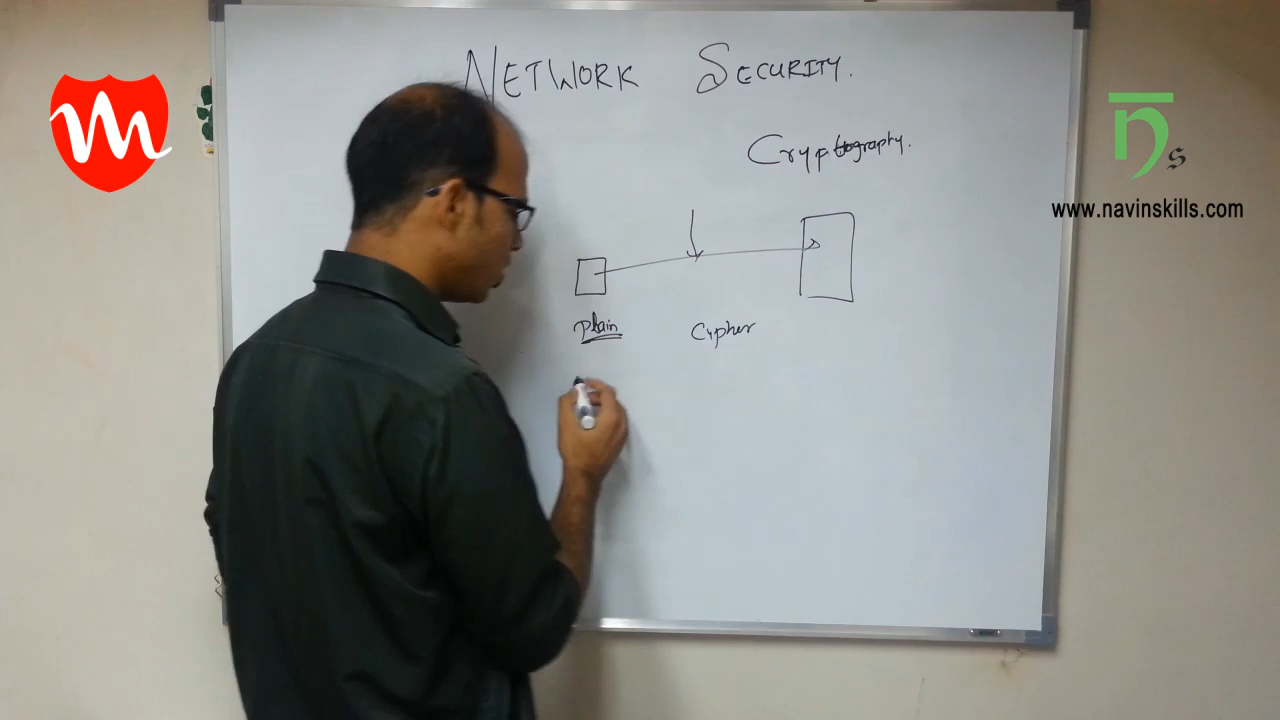 NETWORK SECURITY.
Cryptography.
Plain Cypher
n s
www.navinskills.com